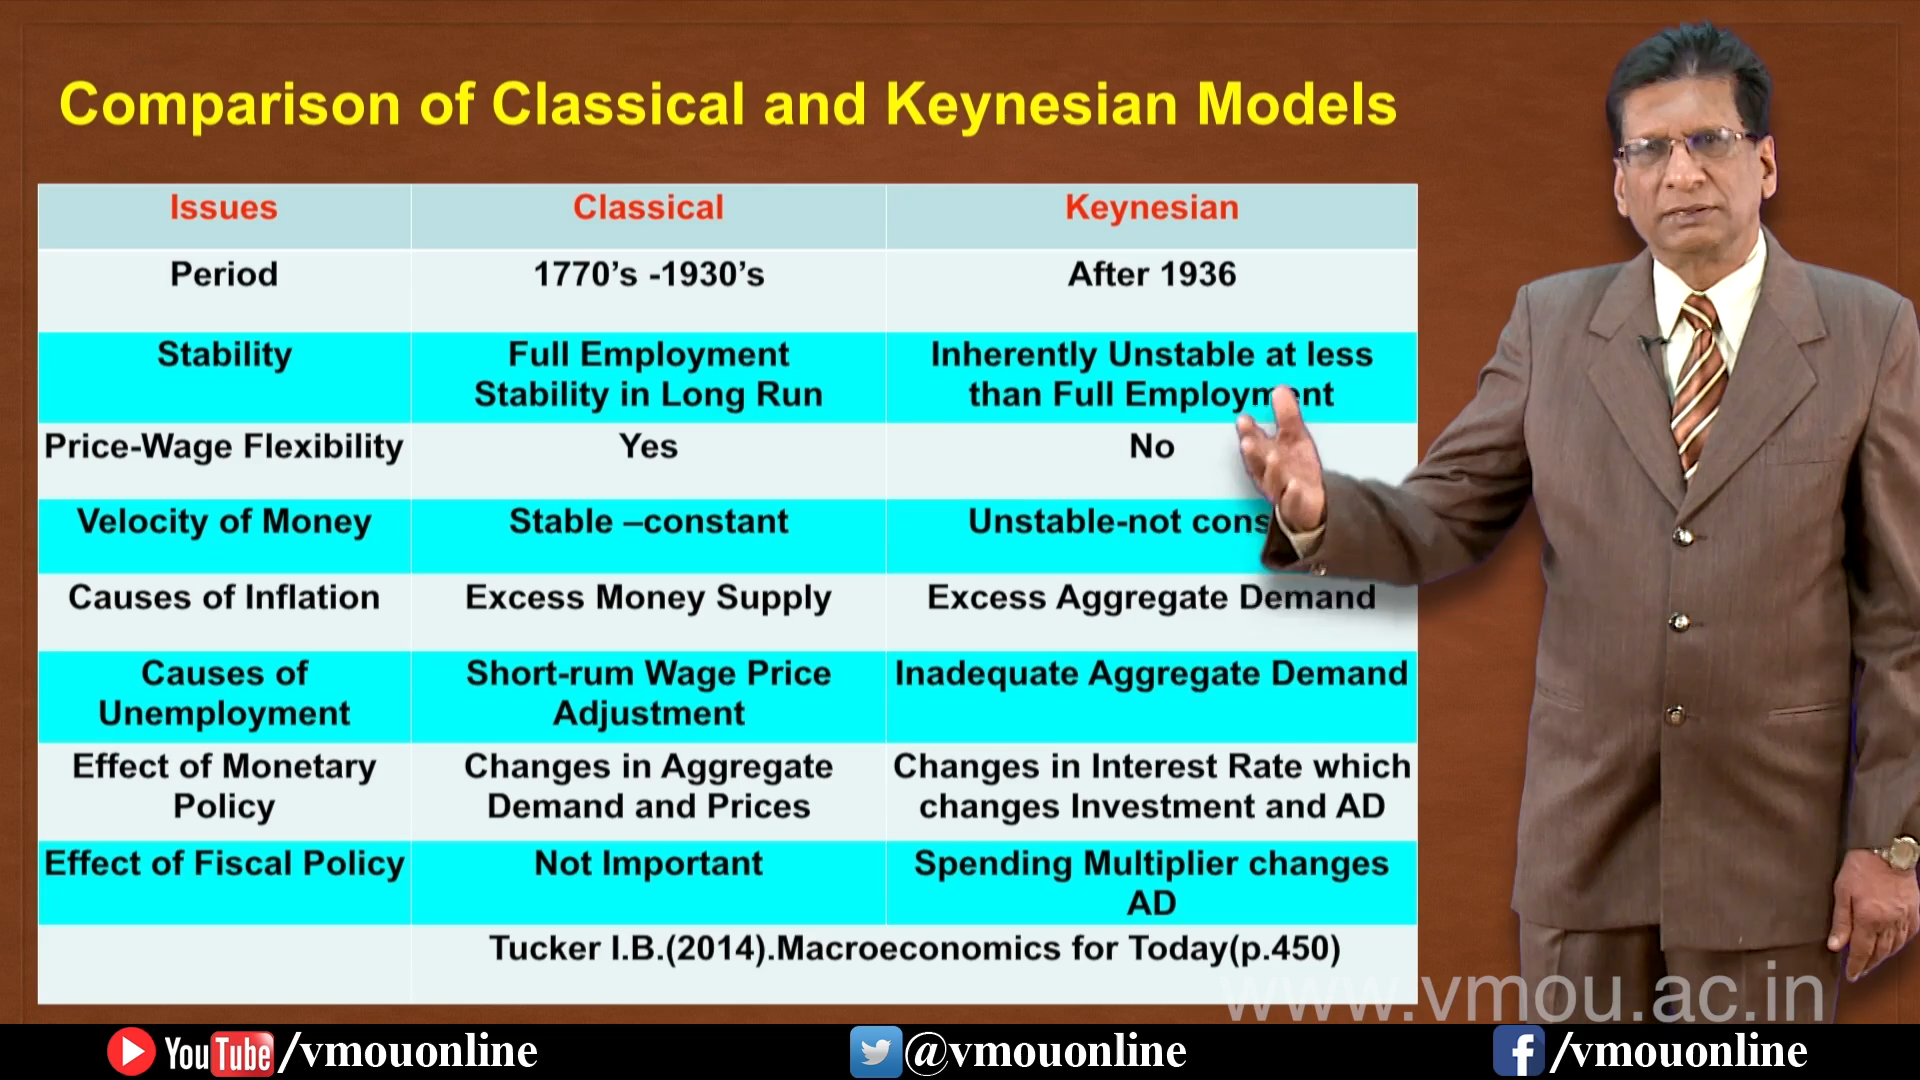 Comparison of Classical and Keynesian Models
Issues Classical Keynesian
Period 1770’s -1930’s After 1936
Stability Full Employment Inherently Unstable at less
Stability in Long Run than Full
Price-Wage Flexibility Yes No
Velocity of Money Stable –constant Unstable-not
Causes of Inflation Excess Money Supply Excess Aggregate Demand
Causes of Short-rum Wage Price Inadequate Aggregate Demand
Unemployment Adjustment
Effect of Monetary Changes in Aggregate Changes in Interest Rate which
Policy Demand and Prices changes Investment and AD
Effect of Fiscal Policy Not Important Spending Multiplier changes
AD
Tucker I.B.(2014).Macroeconomics for Today(p.450)
www.vmou.ac.in
YouTube /vmouonline @vmouonline f /vmouonline